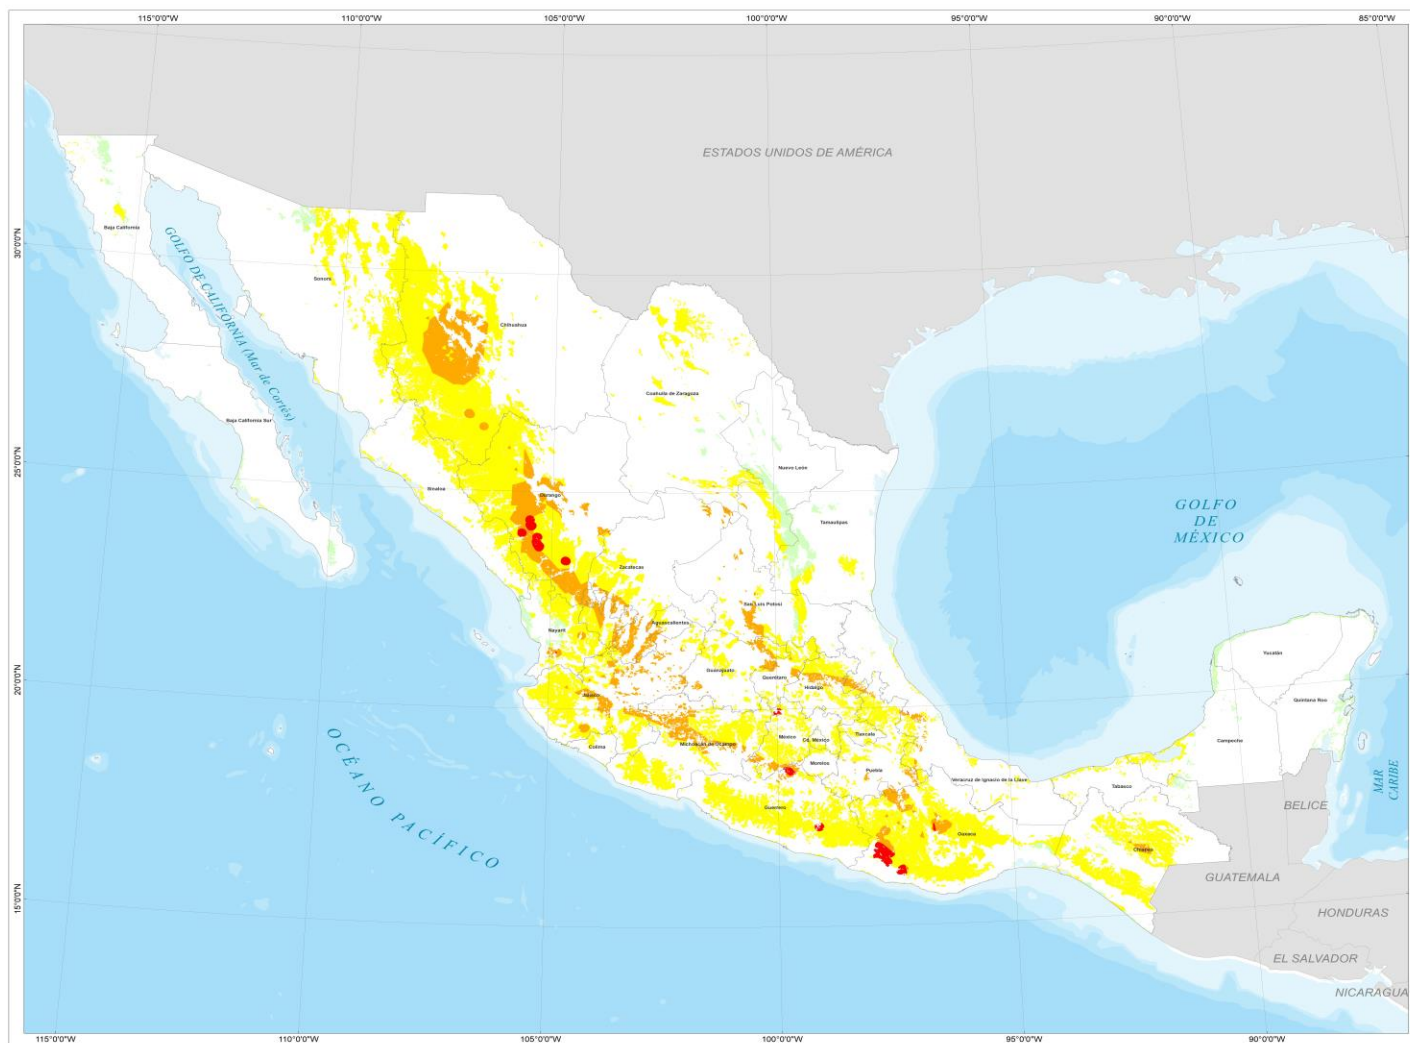 115°0'0"W 110°0'0"W 105°0'0"W 100°0'0"W 95°0'0"W 90°0'0"W 85°0'0"W
ESTADOS UNIDOS DE AMÉRICA
30°0'0"N
Baja California
GOLFO DE CALIFORNIA (Mar de Cortés)
Sonora
Chihuahua
Coahuila de Zaragoza
Baja California Sur
25°0'0"N
Nuevo León
Sinaloa
Durango
Tamaulipas
GOLFO
DE
MÉXICO
Zacatecas
San Luis Potosí
Aguascalientes
Nayarit
Yucatán
20°0'0"N
Guanajuato
Querétaro
Hidalgo
Jalisco
Quintana Roo
México
Cd. México
Tlaxcala
Michoacán de Ocampo
Colima
Campeche
Morelos
Puebla
Veracruz de Ignacio de la Llave
Tabasco
MAR
CARIBE
OCÉANO PACÍFICO
Guerrero
Oaxaca
BELICE
Chiapas
GUATEMALA
15°0'0"N
HONDURAS
EL SALVADOR
NICARAGUA
115°0'0"W 110°0'0"W 105°0'0"W 100°0'0"W 95°0'0"W 90°0'0"W